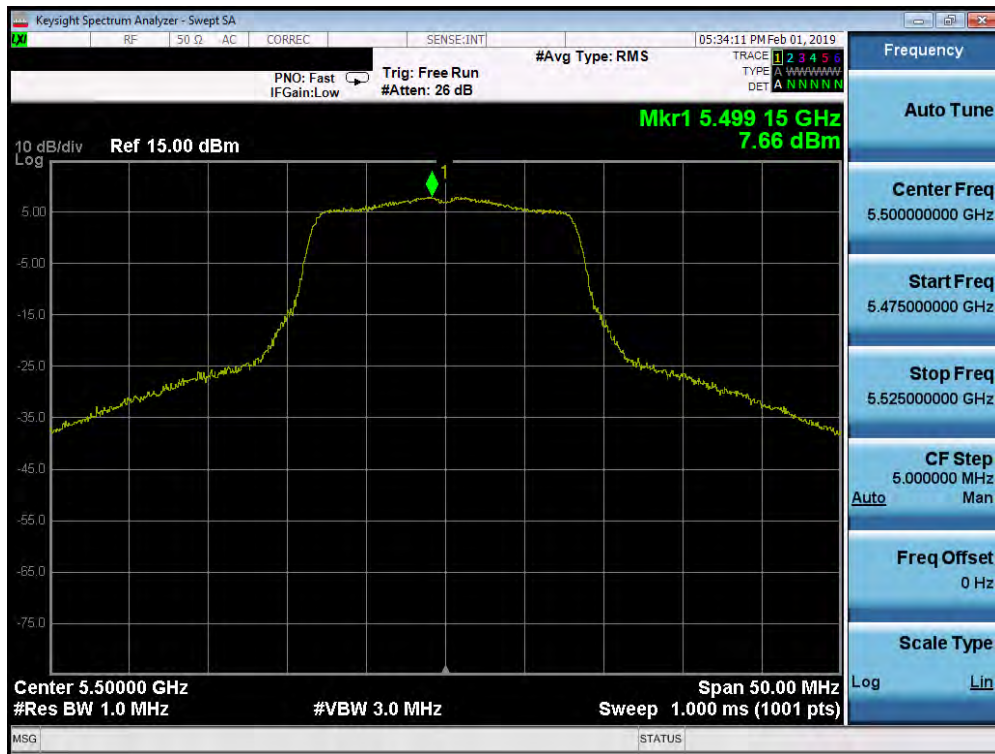 Keysight Spectrum Analyzer - Swept SA
LXI RF 50 Ω AC CORREC SENSE:INT 05:34:11 PM Feb 01, 2019
#Avg Type: RMS
TRACE 1 2 3 4 5 6
PNO: Fast Trig: Free Run
TYPE A WWWWW
IFGain:Low #Atten: 26 dB
DET A N N N N N
Mkr1 5.499 15 GHz
7.66 dBm
10 dB/div Ref 15.00 dBm
Log
1
5.00
-5.00
-15.0
-25.0
-35.0
-45.0
-55.0
-65.0
-75.0
Center 5.50000 GHz Span 50.00 MHz
#Res BW 1.0 MHz #VBW 3.0 MHz Sweep 1.000 ms (1001 pts)
MSG STATUS
Frequency
Auto Tune
Center Freq
5.500000000 GHz
Start Freq
5.475000000 GHz
Stop Freq
5.525000000 GHz
CF Step
5.000000 MHz
Auto Man
Freq Offset
0 Hz
Scale Type
Log Lin